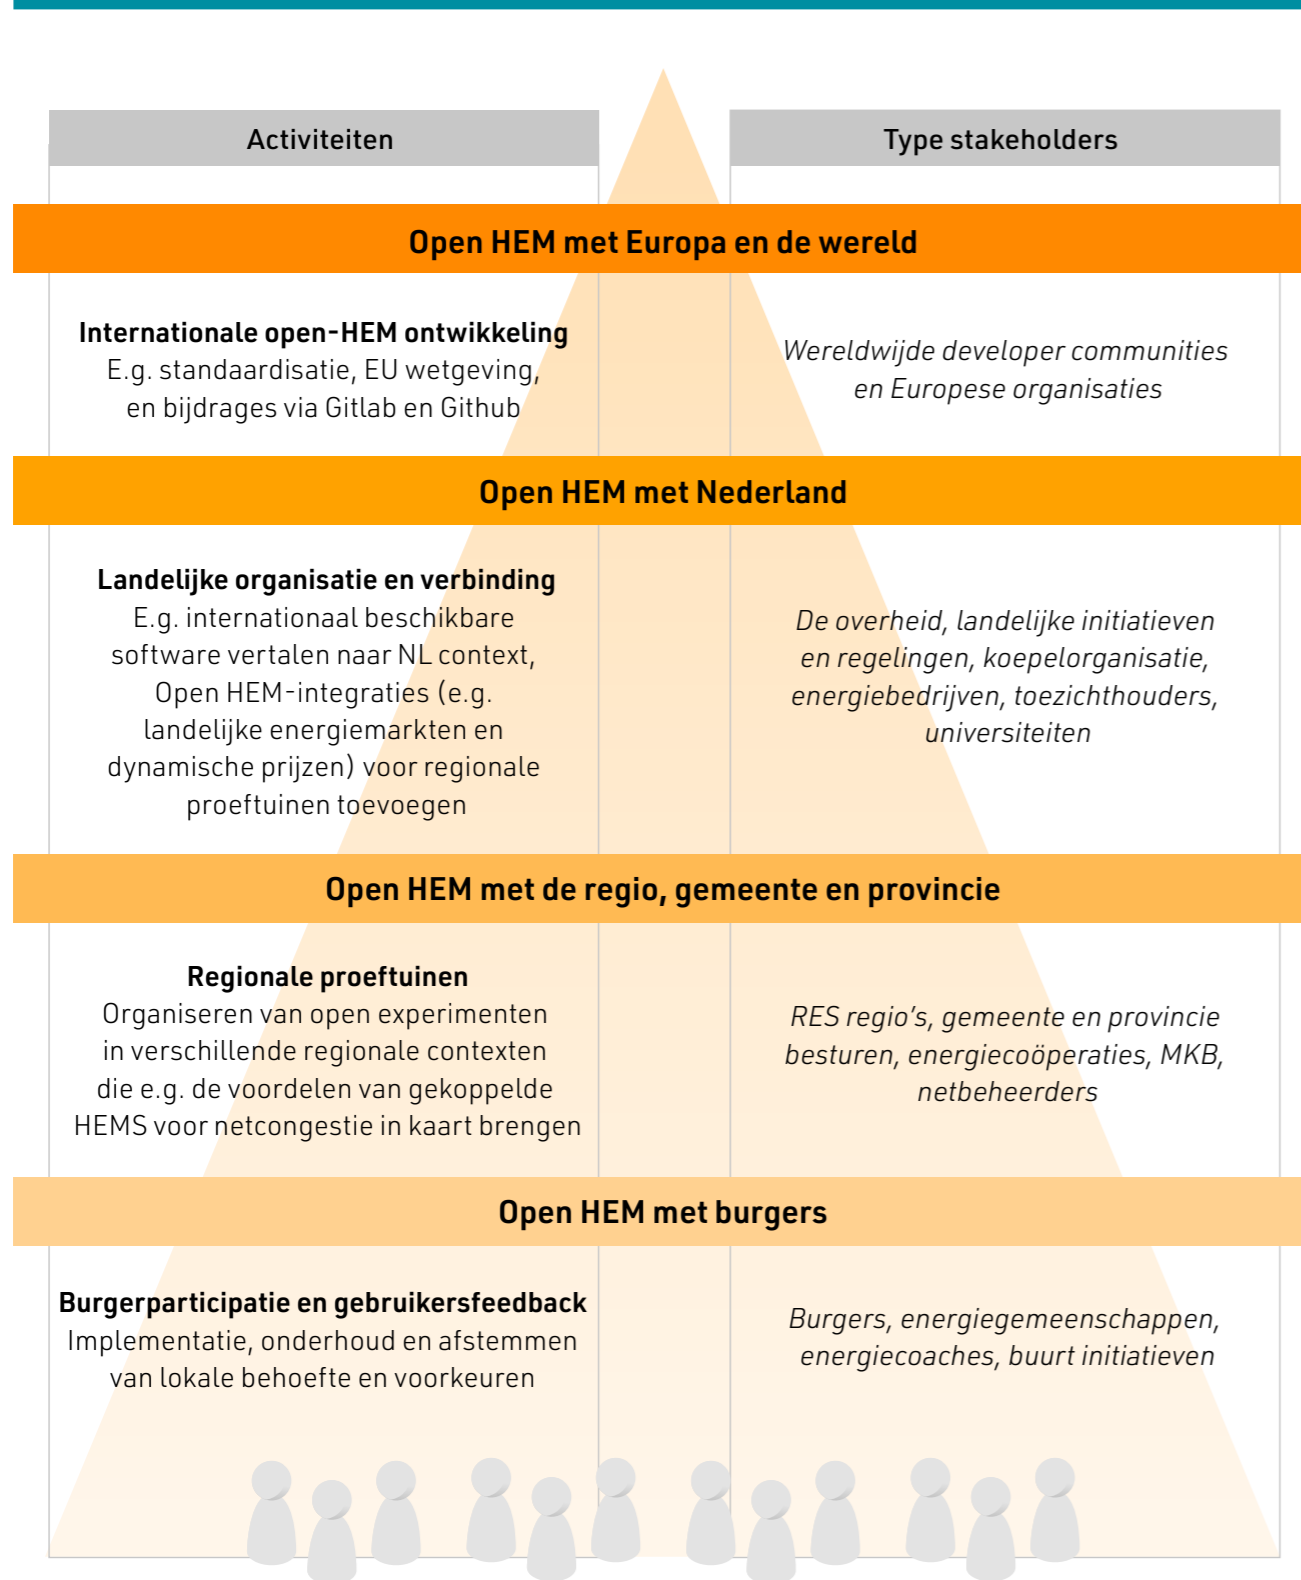 Activiteiten
Type stakeholders
Open HEM met Europa en de wereld
Internationale open-HEM ontwikkeling
E.g. standaardisatie, EU wetgeving,
en bijdrages via Gitlab en Github
Wereldwijde developer communities
en Europese organisaties
Open HEM met Nederland
Landelijke organisatie en verbinding
E.g. internationaal beschikbare
software vertalen naar NL context,
Open HEM-integraties (e.g.
landelijke energiemarkten en
dynamische prijzen) voor regionale
proeftuinen toevoegen
De overheid, landelijke initiatieven
en regelingen, koepelorganisatie,
energiebedrijven, toezichthouders,
universiteiten
Open HEM met de regio, gemeente en provincie
Regionale proeftuinen
Organiseren van open experimenten
in verschillende regionale contexten
die e.g. de voordelen van gekoppelde
HEMS voor netcongestie in kaart brengen
RES regio's, gemeente en provincie
besturen, energiecoöperaties, MKB,
netbeheerders
Open HEM met burgers
Burgerparticipatie en gebruikersfeedback
Implementatie, onderhoud en afstemmen
van lokale behoefte en voorkeuren
Burgers, energiegemeenschappen,
energiecoaches, buurt initiatieven